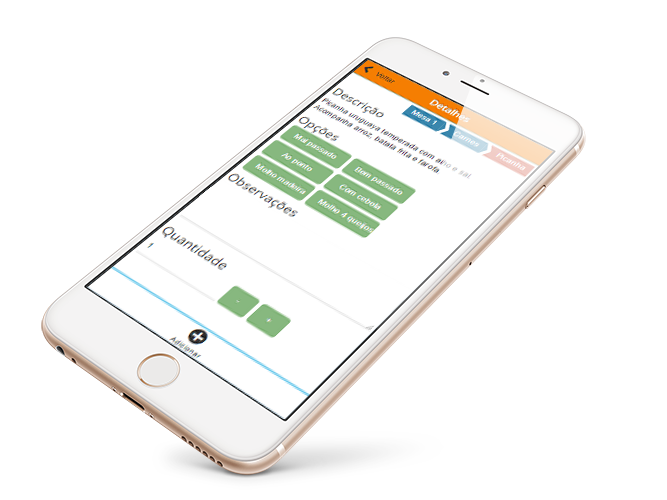 Voltar
Detalhes
Mesa 1 Carnes Picanha
Descrição
Picanha uruguaya temperada com alho e sal
Acompanha arroz, batata frita e farofa
Opções
Mal passado Bem passado
Ao ponto Com cebola
Molho madeira Molho 4 queijos
Observações
Quantidade
1
- +
Adicionar